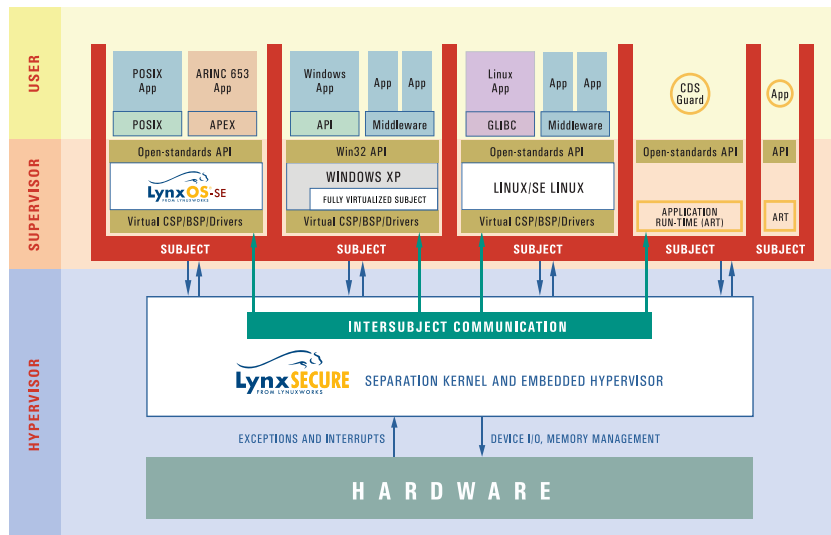 USER
POSIX
App
ARINC 653
App
Windows
App
App
App
Linux
App
App
App
CDS
Guard
App
POSIX
APEX
API
Middleware
GLIBC
Middleware
SUPERVISOR
Open-standards API
Win32 API
Open-standards API
Open-standards API
API
LynxOS-SE
FROM LYNUXWORKS
WINDOWS XP
FULLY VIRTUALIZED SUBJECT
LINUX/SE LINUX
Virtual CSP/BSP/Drivers
Virtual CSP/BSP/Drivers
Virtual CSP/BSP/Drivers
APPLICATION
RUN-TIME (ART)
ART
SUBJECT
SUBJECT
SUBJECT
SUBJECT
SUBJECT
HYPERVISOR
INTERSUBJECT COMMUNICATION
LynxSECURE
FROM LYNUXWORKS
SEPARATION KERNEL AND EMBEDDED HYPERVISOR
EXCEPTIONS AND INTERRUPTS
DEVICE I/O, MEMORY MANAGEMENT
HARDWARE